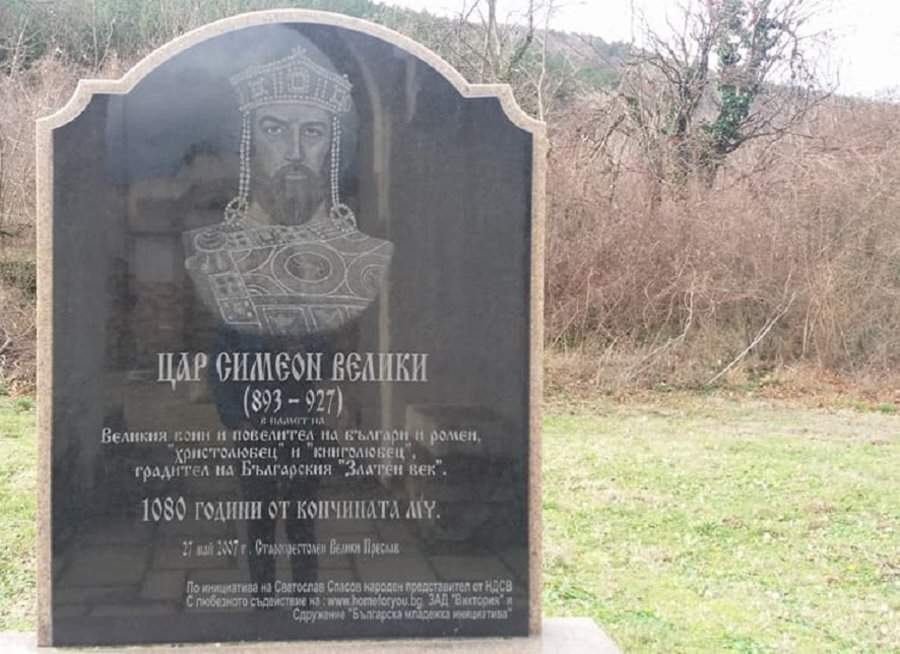 ЦАР СИМЕОН ВЕЛИКИ
(893 – 927)
В ПАМЕТ НА
ВЕЛИКИЯ ВОИН И ПОВЕЛИТЕЛ НА БЪЛГАРИ И РОМЕИ,
"ХРИСТОЛЮБЕЦ" И "КНИГОЛЮБЕЦ",
ГРАДИТЕЛ НА БЪЛГАРСКИЯ "ЗЛАТЕН ВЕК".
1080 ГОДИНИ ОТ КОНЧИНАТА МУ.
27 май 2007 г. Старопрестолен Велики Преслав
По инициатива на Светослав Спасов народен представител от НДСВ
С любезното съдействие на : www.homeforyou.bg, ЗАД "Виктория" и
Сдружение "Българска младежка инициатива"